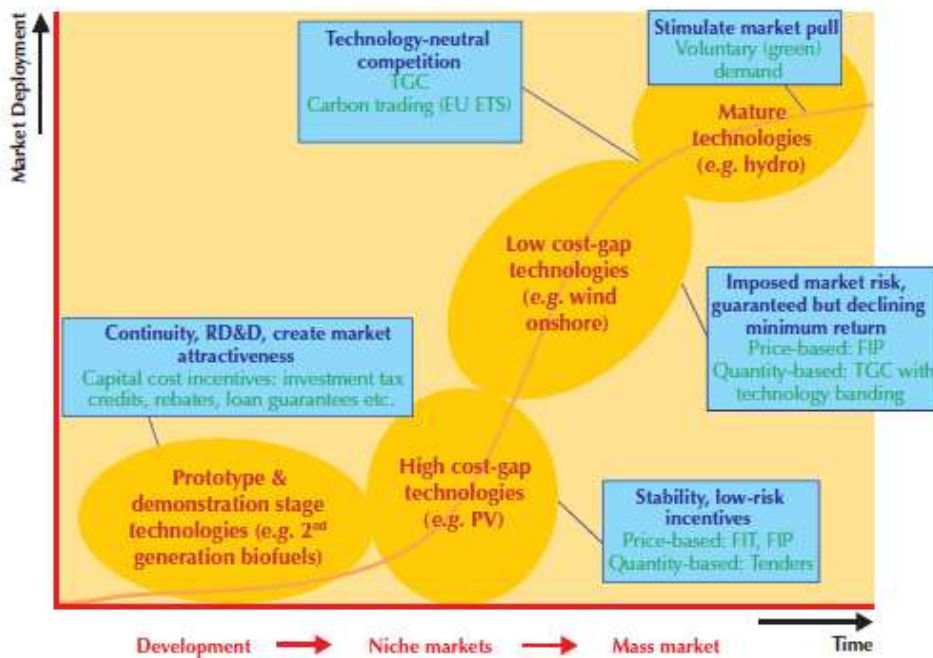 Market Deployment
Technology-neutral
competition
TGC
Carbon trading (EU ETS)
Stimulate market pull
Voluntary (green)
demand
Mature
technologies
(e.g. hydro)
Low cost-gap
technologies
(e.g. wind
onshore)
Imposed market risk,
guaranteed but declining
minimum return
Price-based: FIP
Quantity-based: TGC with
technology banding
Continuity, RD&D, create market
attractiveness
Capital cost incentives: investment tax
credits, rebates, loan guarantees etc.
Prototype &
demonstration stage
technologies (e.g. 2nd
generation biofuels)
High cost-gap
technologies
(e.g. PV)
Stability, low-risk
incentives
Price-based: FIT, FIP
Quantity-based: Tenders
Development Niche markets Mass market
Time